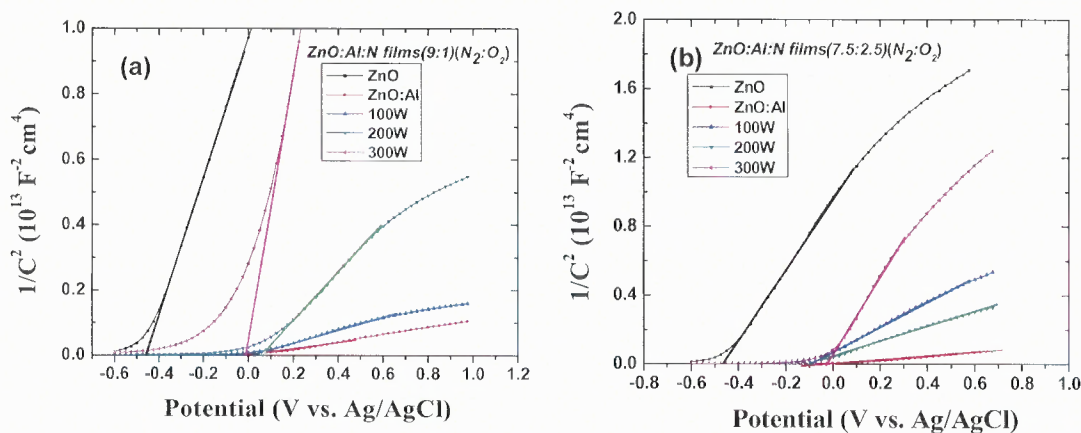 (a)
ZnO:Al:N films(9:1)(N2:O2)
ZnO
ZnO:Al
100W
200W
300W
1/C² (10¹³ F⁻² cm⁴)
1.0
0.8
0.6
0.4
0.2
0.0
-0.6 -0.4 -0.2 0.0 0.2 0.4 0.6 0.8 1.0 1.2
Potential (V vs. Ag/AgCl)
(b)
ZnO:Al:N films(7.5:2.5)(N2:O2)
ZnO
ZnO:Al
100W
200W
300W
1/C² (10¹³ F⁻² cm⁴)
2.0
1.6
1.2
0.8
0.4
0.0
-0.8 -0.6 -0.4 -0.2 0.0 0.2 0.4 0.6 0.8 1.0
Potential (V vs. Ag/AgCl)